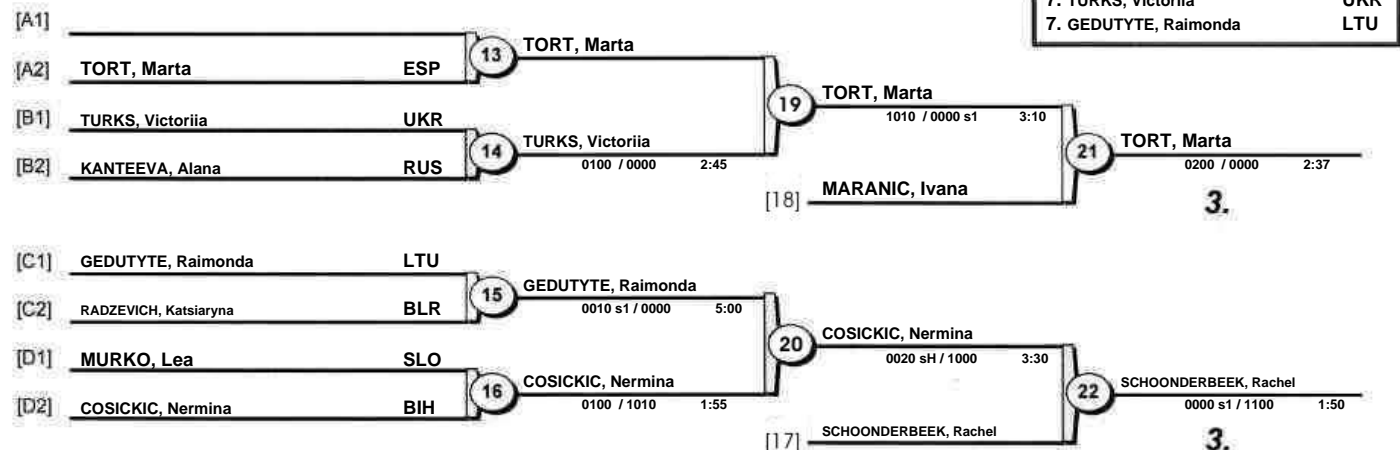 7. TURKS, Victoriia UKR
7. GEDUTYTE, Raimonda LTU
[A1]
[A2] TORT, Marta ESP
13 TORT, Marta
[B1] TURKS, Victoriia UKR
[B2] KANTEEVA, Alana RUS
14 TURKS, Victoriia
0100 / 0000 2:45
19 TORT, Marta
1010 / 0000 s1 3:10
[18] MARANIC, Ivana
21 TORT, Marta
0200 / 0000 2:37
3.
[C1] GEDUTYTE, Raimonda LTU
[C2] RADZEVICH, Katsiaryna BLR
15 GEDUTYTE, Raimonda
0010 s1 / 0000 5:00
[D1] MURKO, Lea SLO
[D2] COSICKIC, Nermina BIH
16 COSICKIC, Nermina
0100 / 1010 1:55
20 COSICKIC, Nermina
0020 sH / 1000 3:30
[17] SCHOONDERBEEK, Rachel
22 SCHOONDERBEEK, Rachel
0000 s1 / 1100 1:50
3.